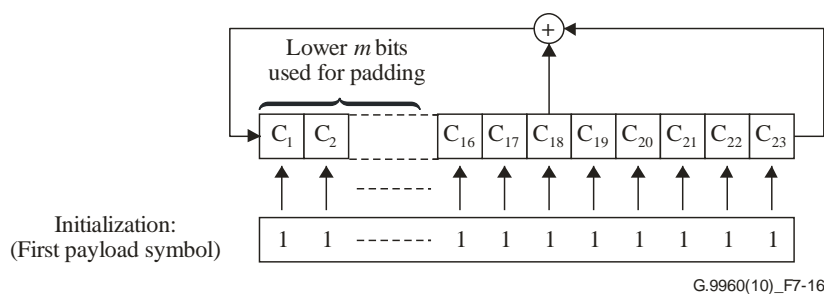 +
Lower m bits
used for padding
C1 C2 C16 C17 C18 C19 C20 C21 C22 C23
Initialization:
(First payload symbol)
1 1 1 1 1 1 1 1 1 1
G.9960(10)_F7-16